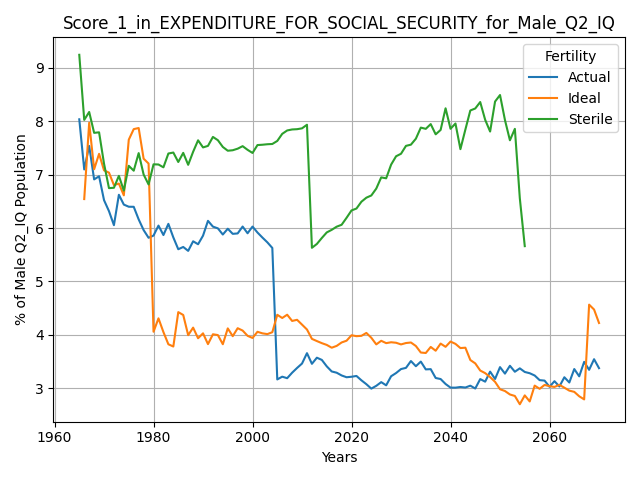 Score_1_in_EXPENDITURE_FOR_SOCIAL_SECURITY_for_Male_Q2_IQ
Fertility
Actual
Ideal
Sterile
% of Male Q2_IQ Population
9
8
7
6
5
4
3
1960
1980
2000
2020
2040
2060
Years